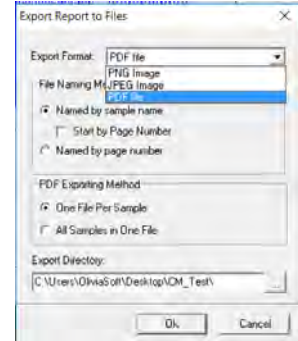 Export Report to Files
Export Format: PDF file
PNG Image
File Naming Me JPEG Image
PDF file
Named by sample name
Start by Page Number
Named by page number
PDF Exporting Method
One File Per Sample
All Samples in One File
Export Directory:
C:\Users\OliviaSoft\Desktop\CM_Test\ ...
Ok
Cancel